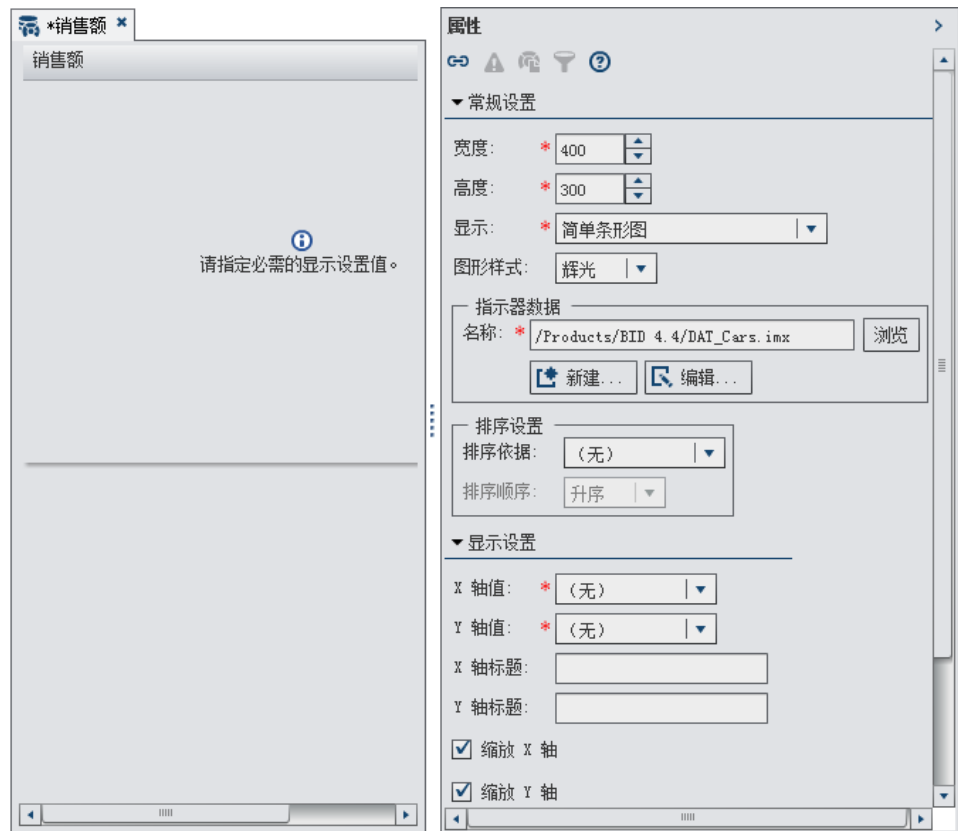 *销售额
销售额
请指定必需的显示设置值。
属性
常规设置
宽度: * 400
高度: * 300
显示: * 简单条形图
图形样式: 辉光
指示器数据
名称: * /Products/BID 4.4/DAT_Cars.imx 浏览
新建... 编辑...
排序设置
排序依据: （无）
排序顺序: 升序
显示设置
X 轴值: * （无）
Y 轴值: * （无）
X 轴标题:
Y 轴标题:
缩放 X 轴
缩放 Y 轴